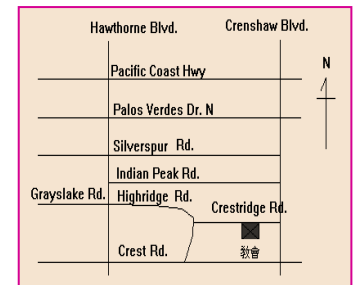 Hawthorne Blvd.
Crenshaw Blvd.
N
Pacific Coast Hwy
Palos Verdes Dr. N
Silverspur Rd.
Indian Peak Rd.
Grayslake Rd.
Highridge Rd.
Crestridge Rd.
Crest Rd.
教會